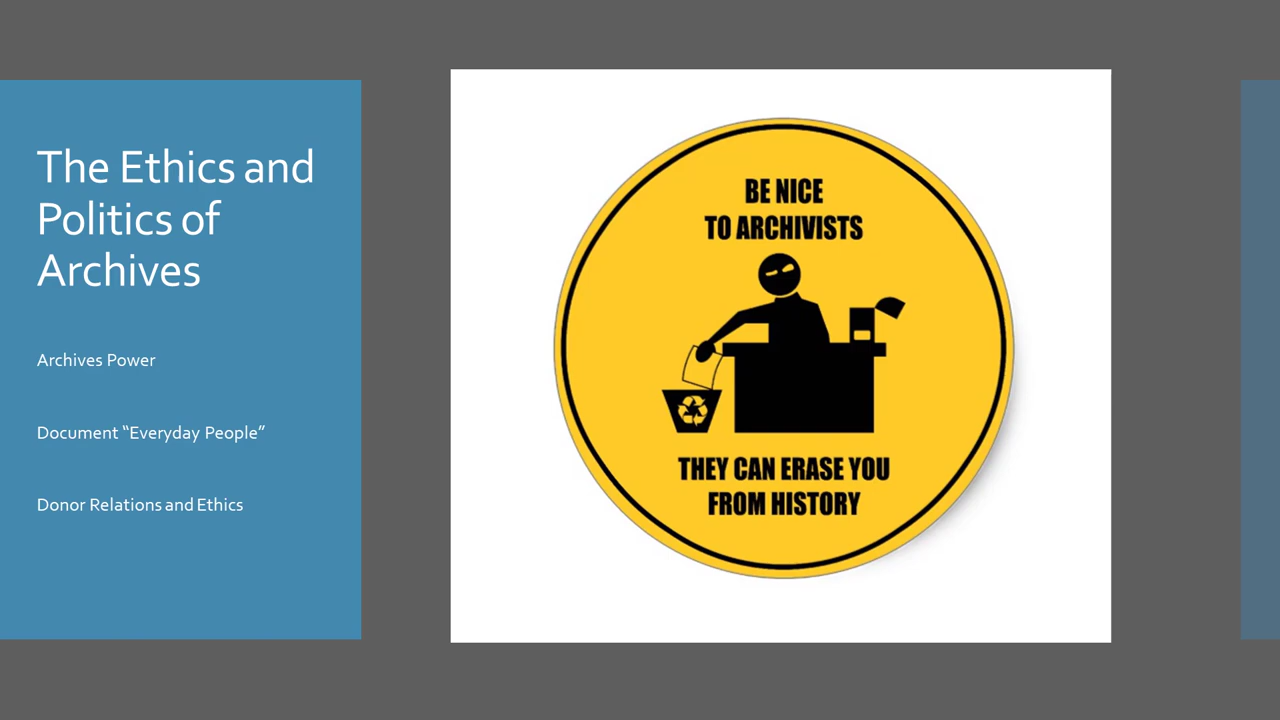 The Ethics and
Politics of
Archives
Archives Power
Document “Everyday People”
Donor Relations and Ethics
BE NICE
TO ARCHIVISTS
THEY CAN ERASE YOU
FROM HISTORY